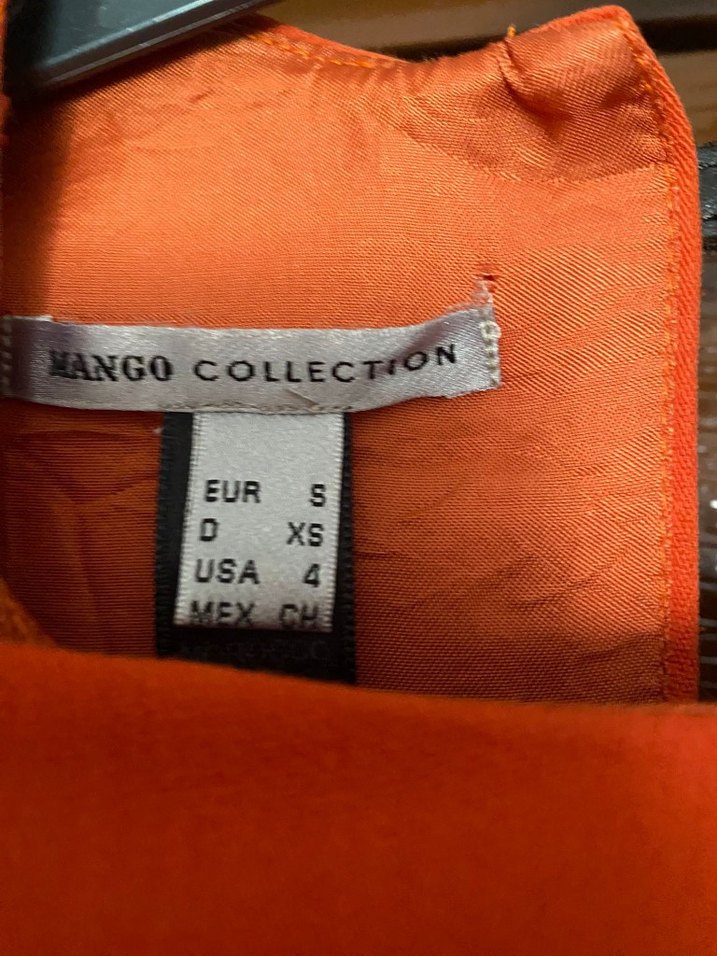 MANGO COLLECTION
EUR S
D XS
USA 4
MEX CH